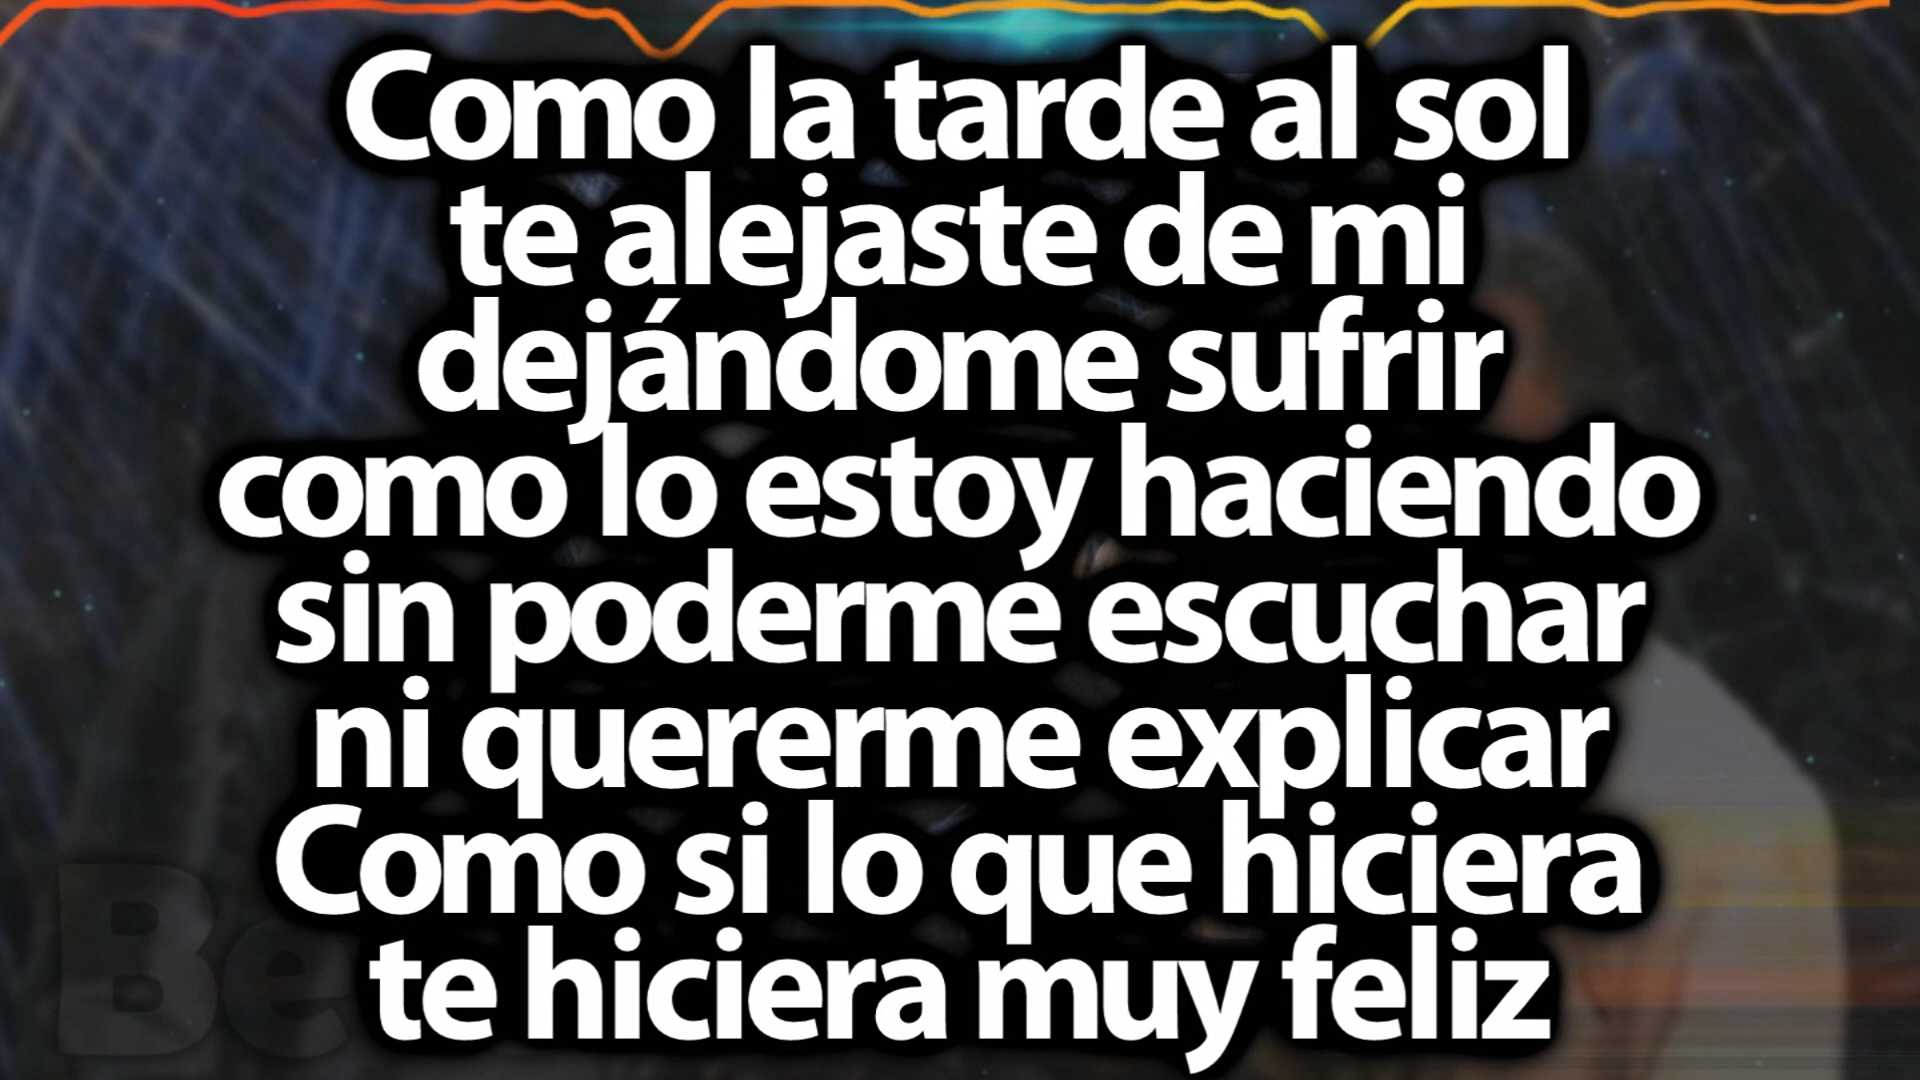 Como la tarde al sol
te alejaste de mi
dejándome sufrir
como lo estoy haciendo
sin poderme escuchar
ni quererme explicar
Como si lo que hiciera
te hiciera muy feliz
Be